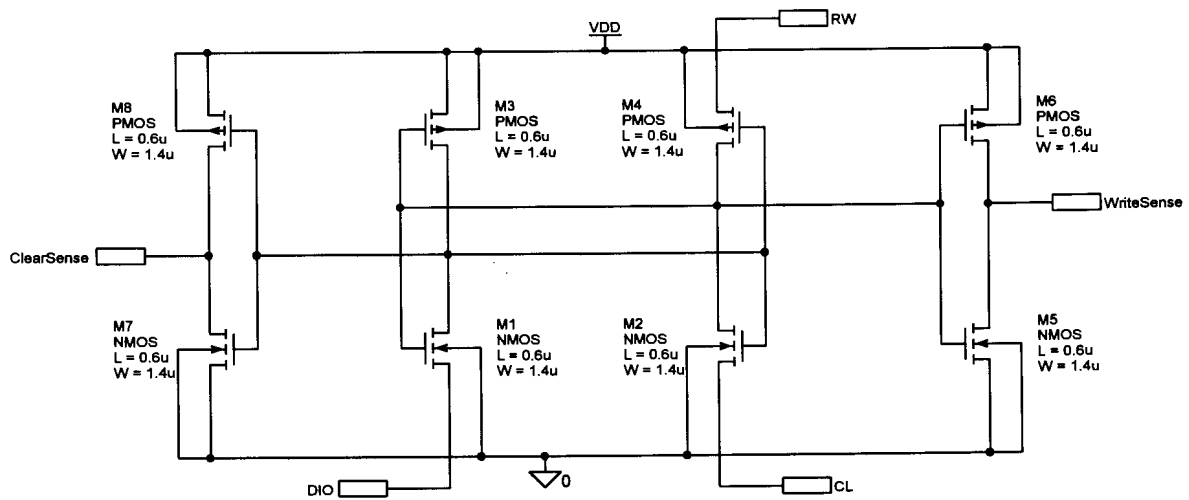 RW
VDD
M8
PMOS
L = 0.6u
W = 1.4u
M3
PMOS
L = 0.6u
W = 1.4u
M4
PMOS
L = 0.6u
W = 1.4u
M6
PMOS
L = 0.6u
W = 1.4u
WriteSense
ClearSense
M7
NMOS
L = 0.6u
W = 1.4u
M1
NMOS
L = 0.6u
W = 1.4u
M2
NMOS
L = 0.6u
W = 1.4u
M5
NMOS
L = 0.6u
W = 1.4u
0
DIO
CL